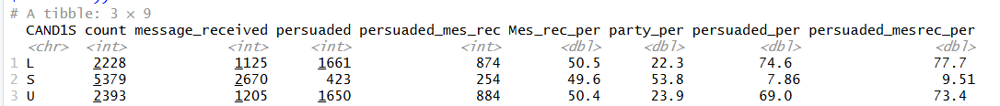 # A tibble: 3 × 9
CAND1S count message_received persuaded persuaded_mes_rec Mes_rec_per party_per persuaded_per persuaded_mesrec_per
<chr> <int> <int> <int> <int> <dbl> <dbl> <dbl> <dbl>
1 L 2228 1125 1661 874 50.5 22.3 74.6 77.7
2 S 5379 2670 423 254 49.6 53.8 7.86 9.51
3 U 2393 1205 1650 884 50.4 23.9 69.0 73.4